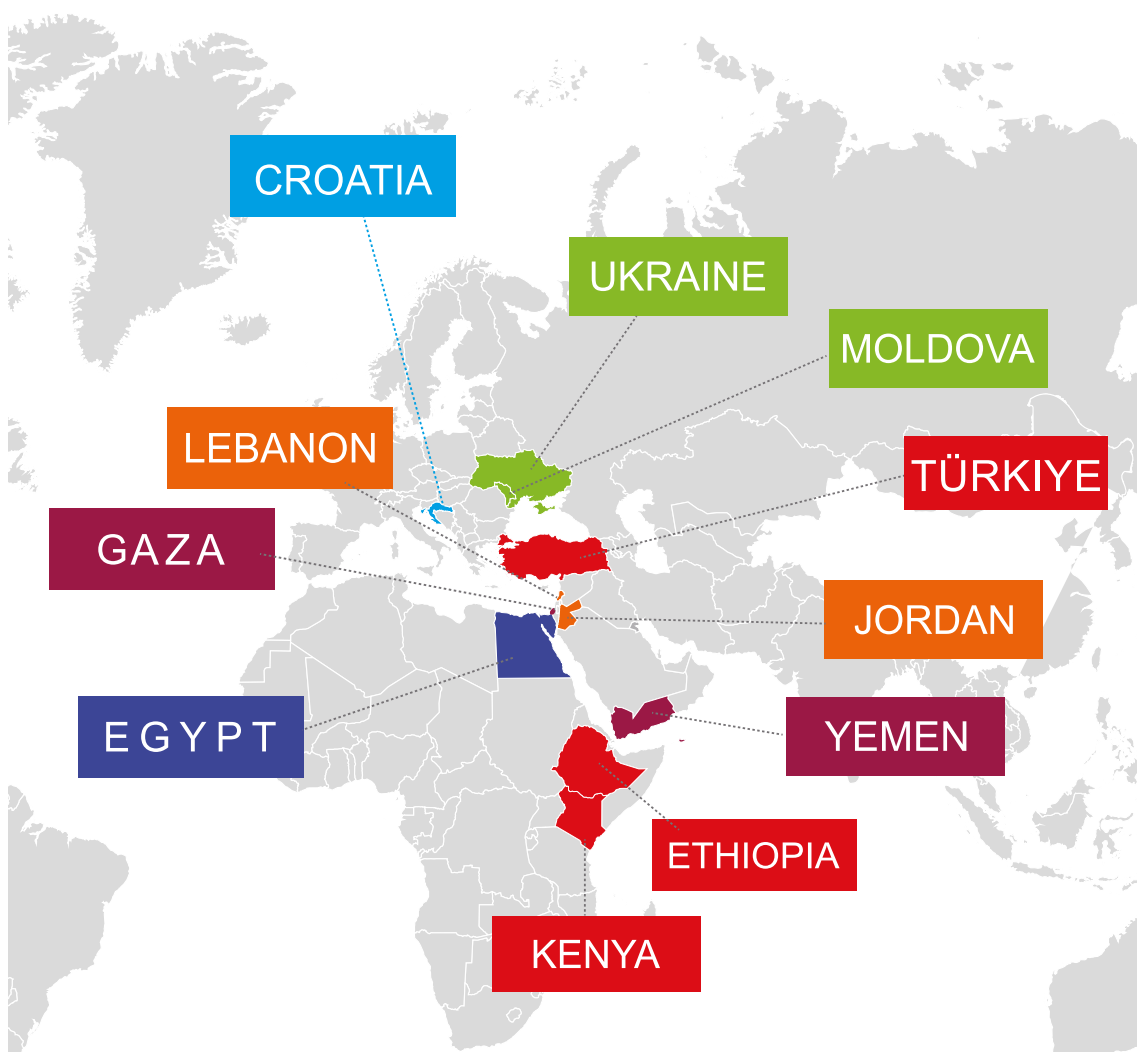 CROATIA
UKRAINE
MOLDOVA
LEBANON
TÜRKIYE
GAZA
JORDAN
EGYPT
YEMEN
ETHIOPIA
KENYA